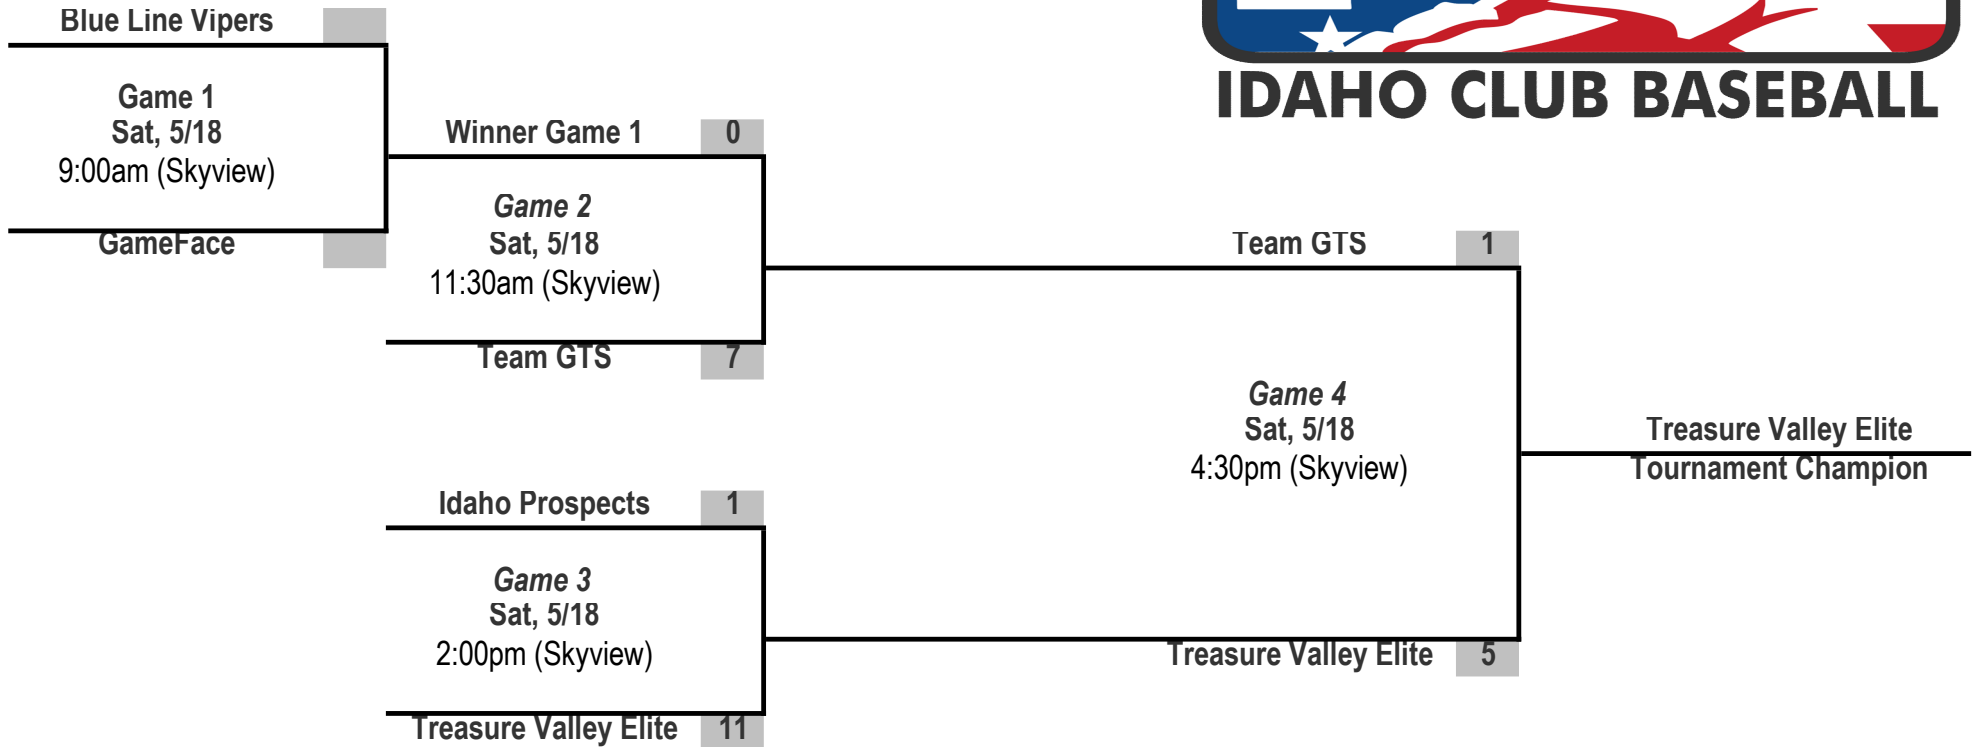 IDAHO CLUB BASEBALL
Blue Line Vipers
Game 1
Sat, 5/18
9:00am (Skyview)
GameFace
Winner Game 1 0
Game 2
Sat, 5/18
11:30am (Skyview)
Team GTS 7
Idaho Prospects 1
Game 3
Sat, 5/18
2:00pm (Skyview)
Treasure Valley Elite 11
Team GTS 1
Game 4
Sat, 5/18
4:30pm (Skyview)
Treasure Valley Elite 5
Treasure Valley Elite
Tournament Champion